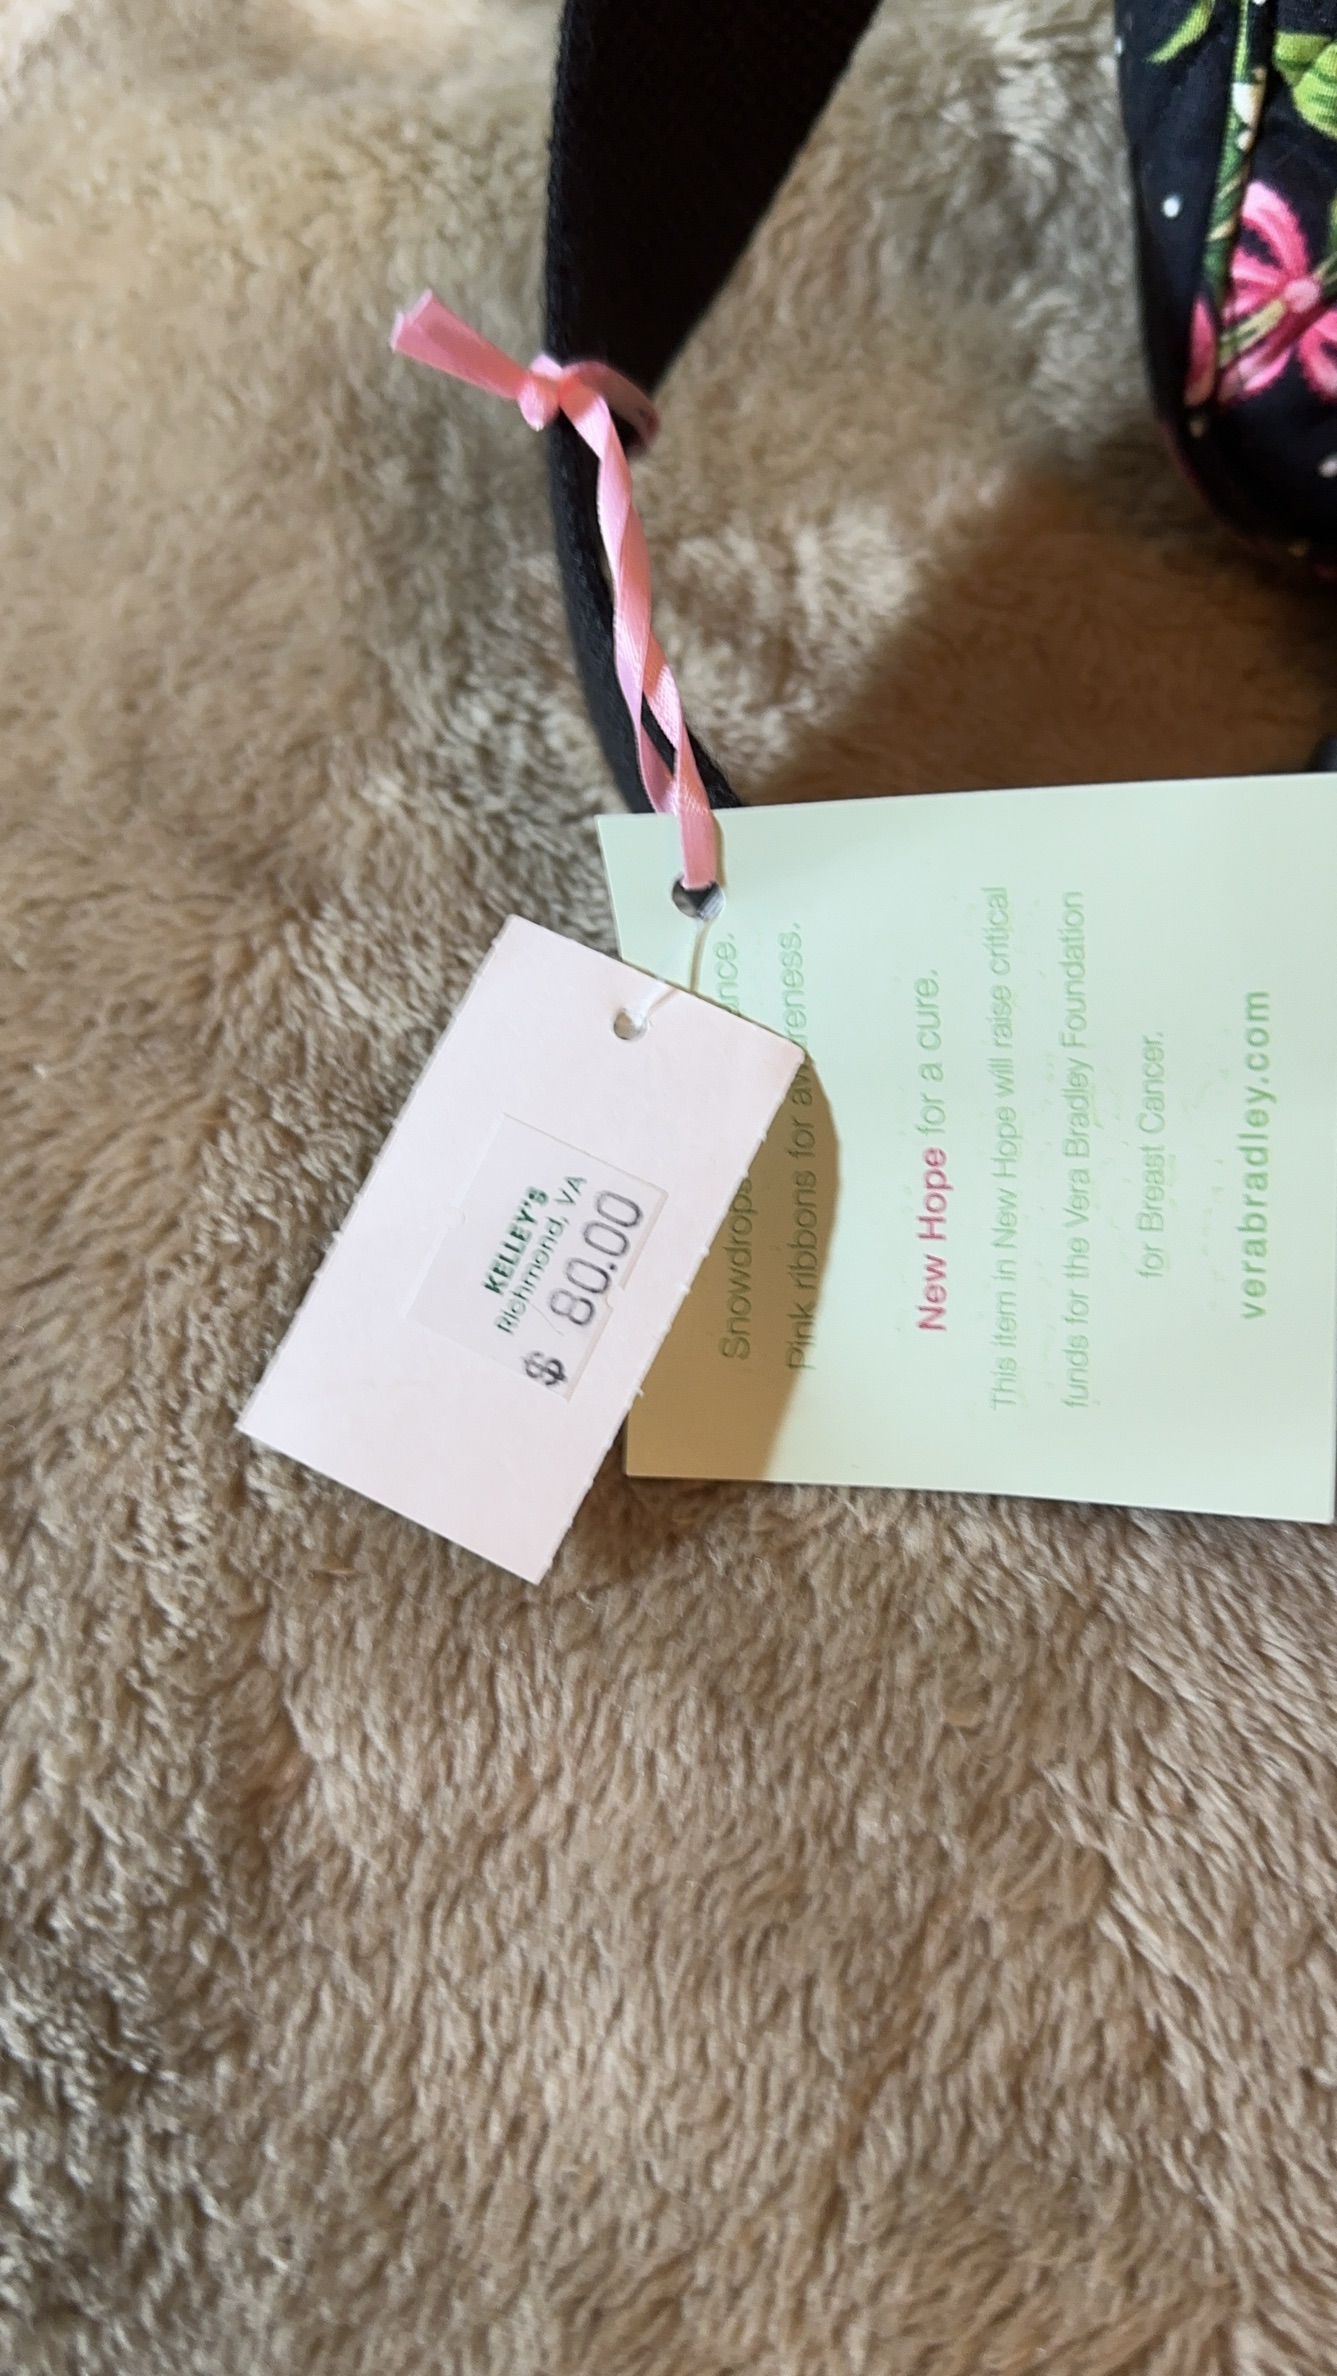 KELLEY'S
Richmond, VA
$ 80.00
Snowdrops
Pink ribbons for
New Hope for a cure.
This item in New Hope will raise critical
funds for the Vera Bradley Foundation
for Breast Cancer.
verabradley.com